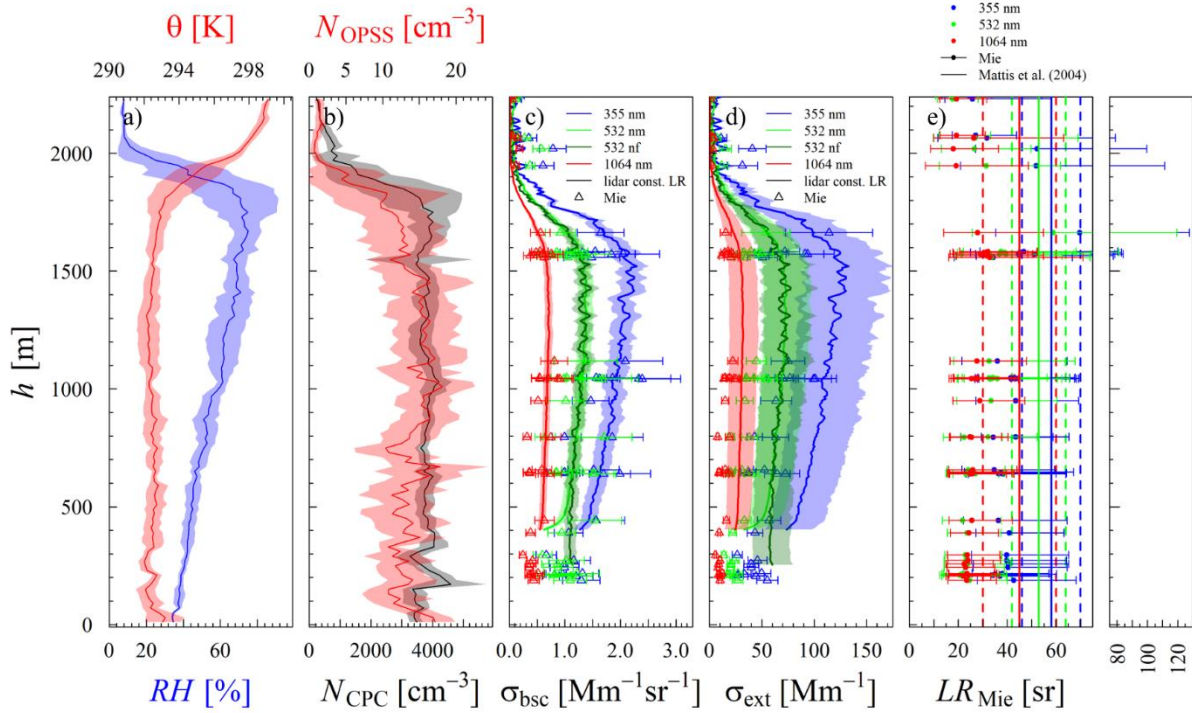 θ [K]
290 294 298
N_OPSS [cm⁻³]
0 5 10 20
355 nm
532 nm
1064 nm
Mie
Mattis et al. (2004)
a) b) c) d) e)
355 nm
532 nm
532 nf
1064 nm
lidar const. LR
Mie
355 nm
532 nm
532 nf
1064 nm
lidar const. LR
Mie
h [m]
2000
1500
1000
500
0
0 20 60
RH [%]
0 2000 4000
N_CPC [cm⁻³]
0.0 1.0 2.0 3.0
σ_bsc [Mm⁻¹sr⁻¹]
0 50 100 150
σ_ext [Mm⁻¹]
0 20 40 60
LR_Mie [sr]
80 100 120